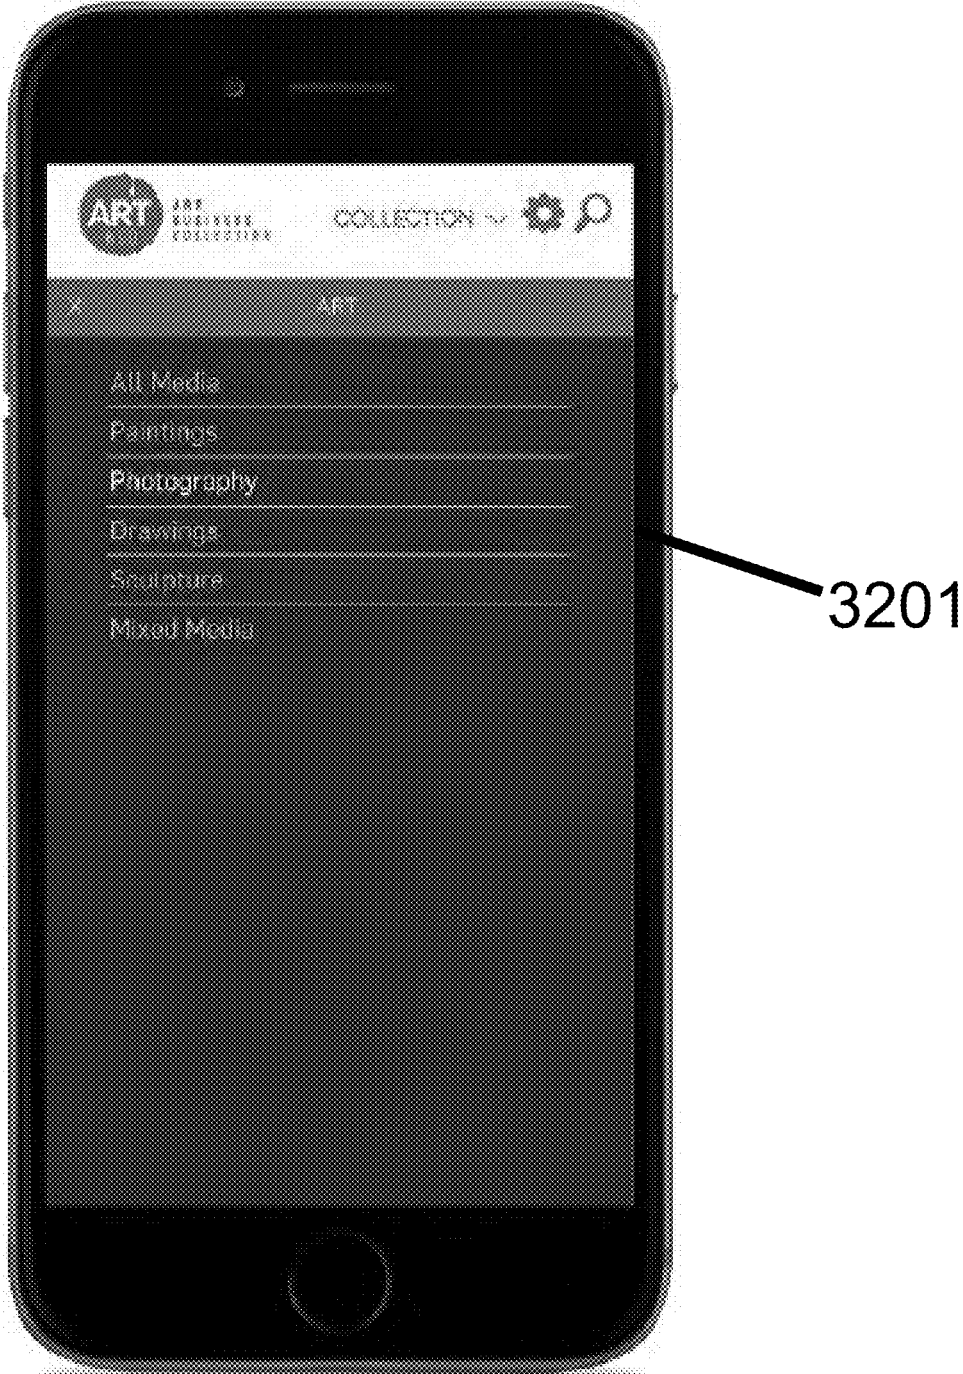 ART
COLLECTION
ART
All Media
Paintings
Photography
Drawings
Sculpture
Mixed Media
3201